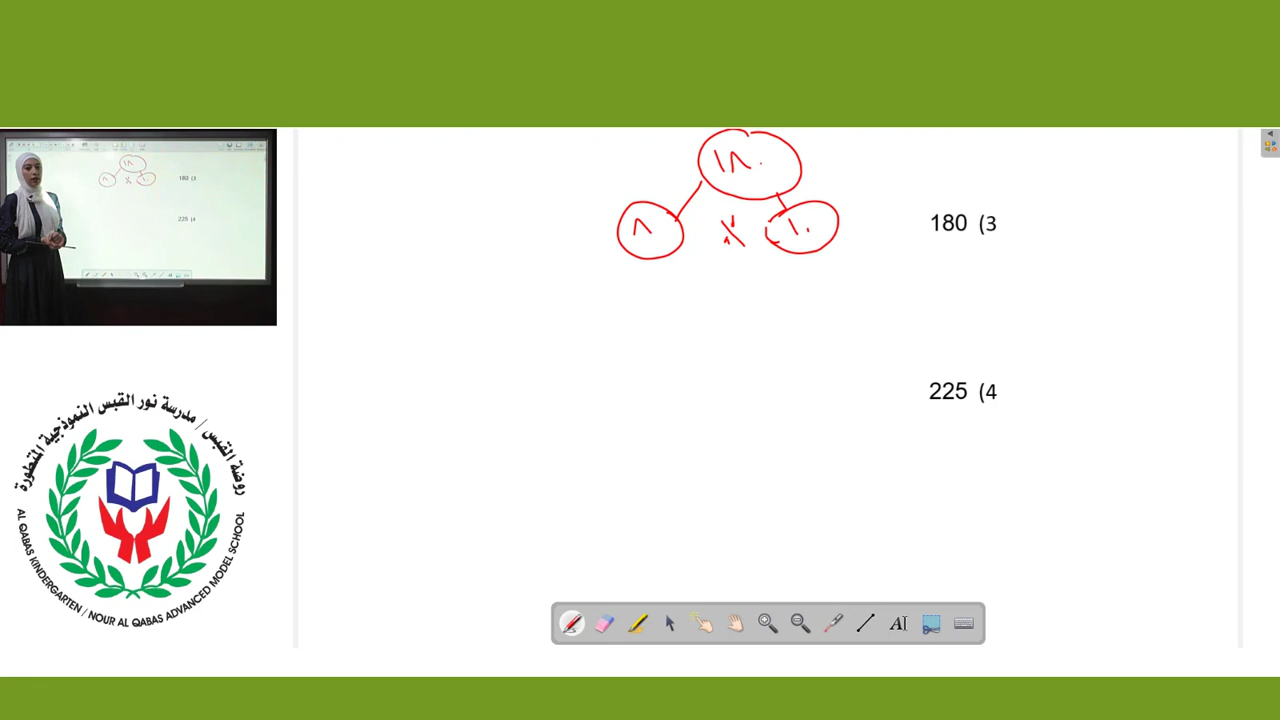 ١٨٠
٨ × ١٠
180 (3
225 (4
روضة القبس / مدرسة نور القبس النموذجية المتطورة
AL QABAS KINDERGARTEN / NOUR AL QABAS ADVANCED MODEL SCHOOL